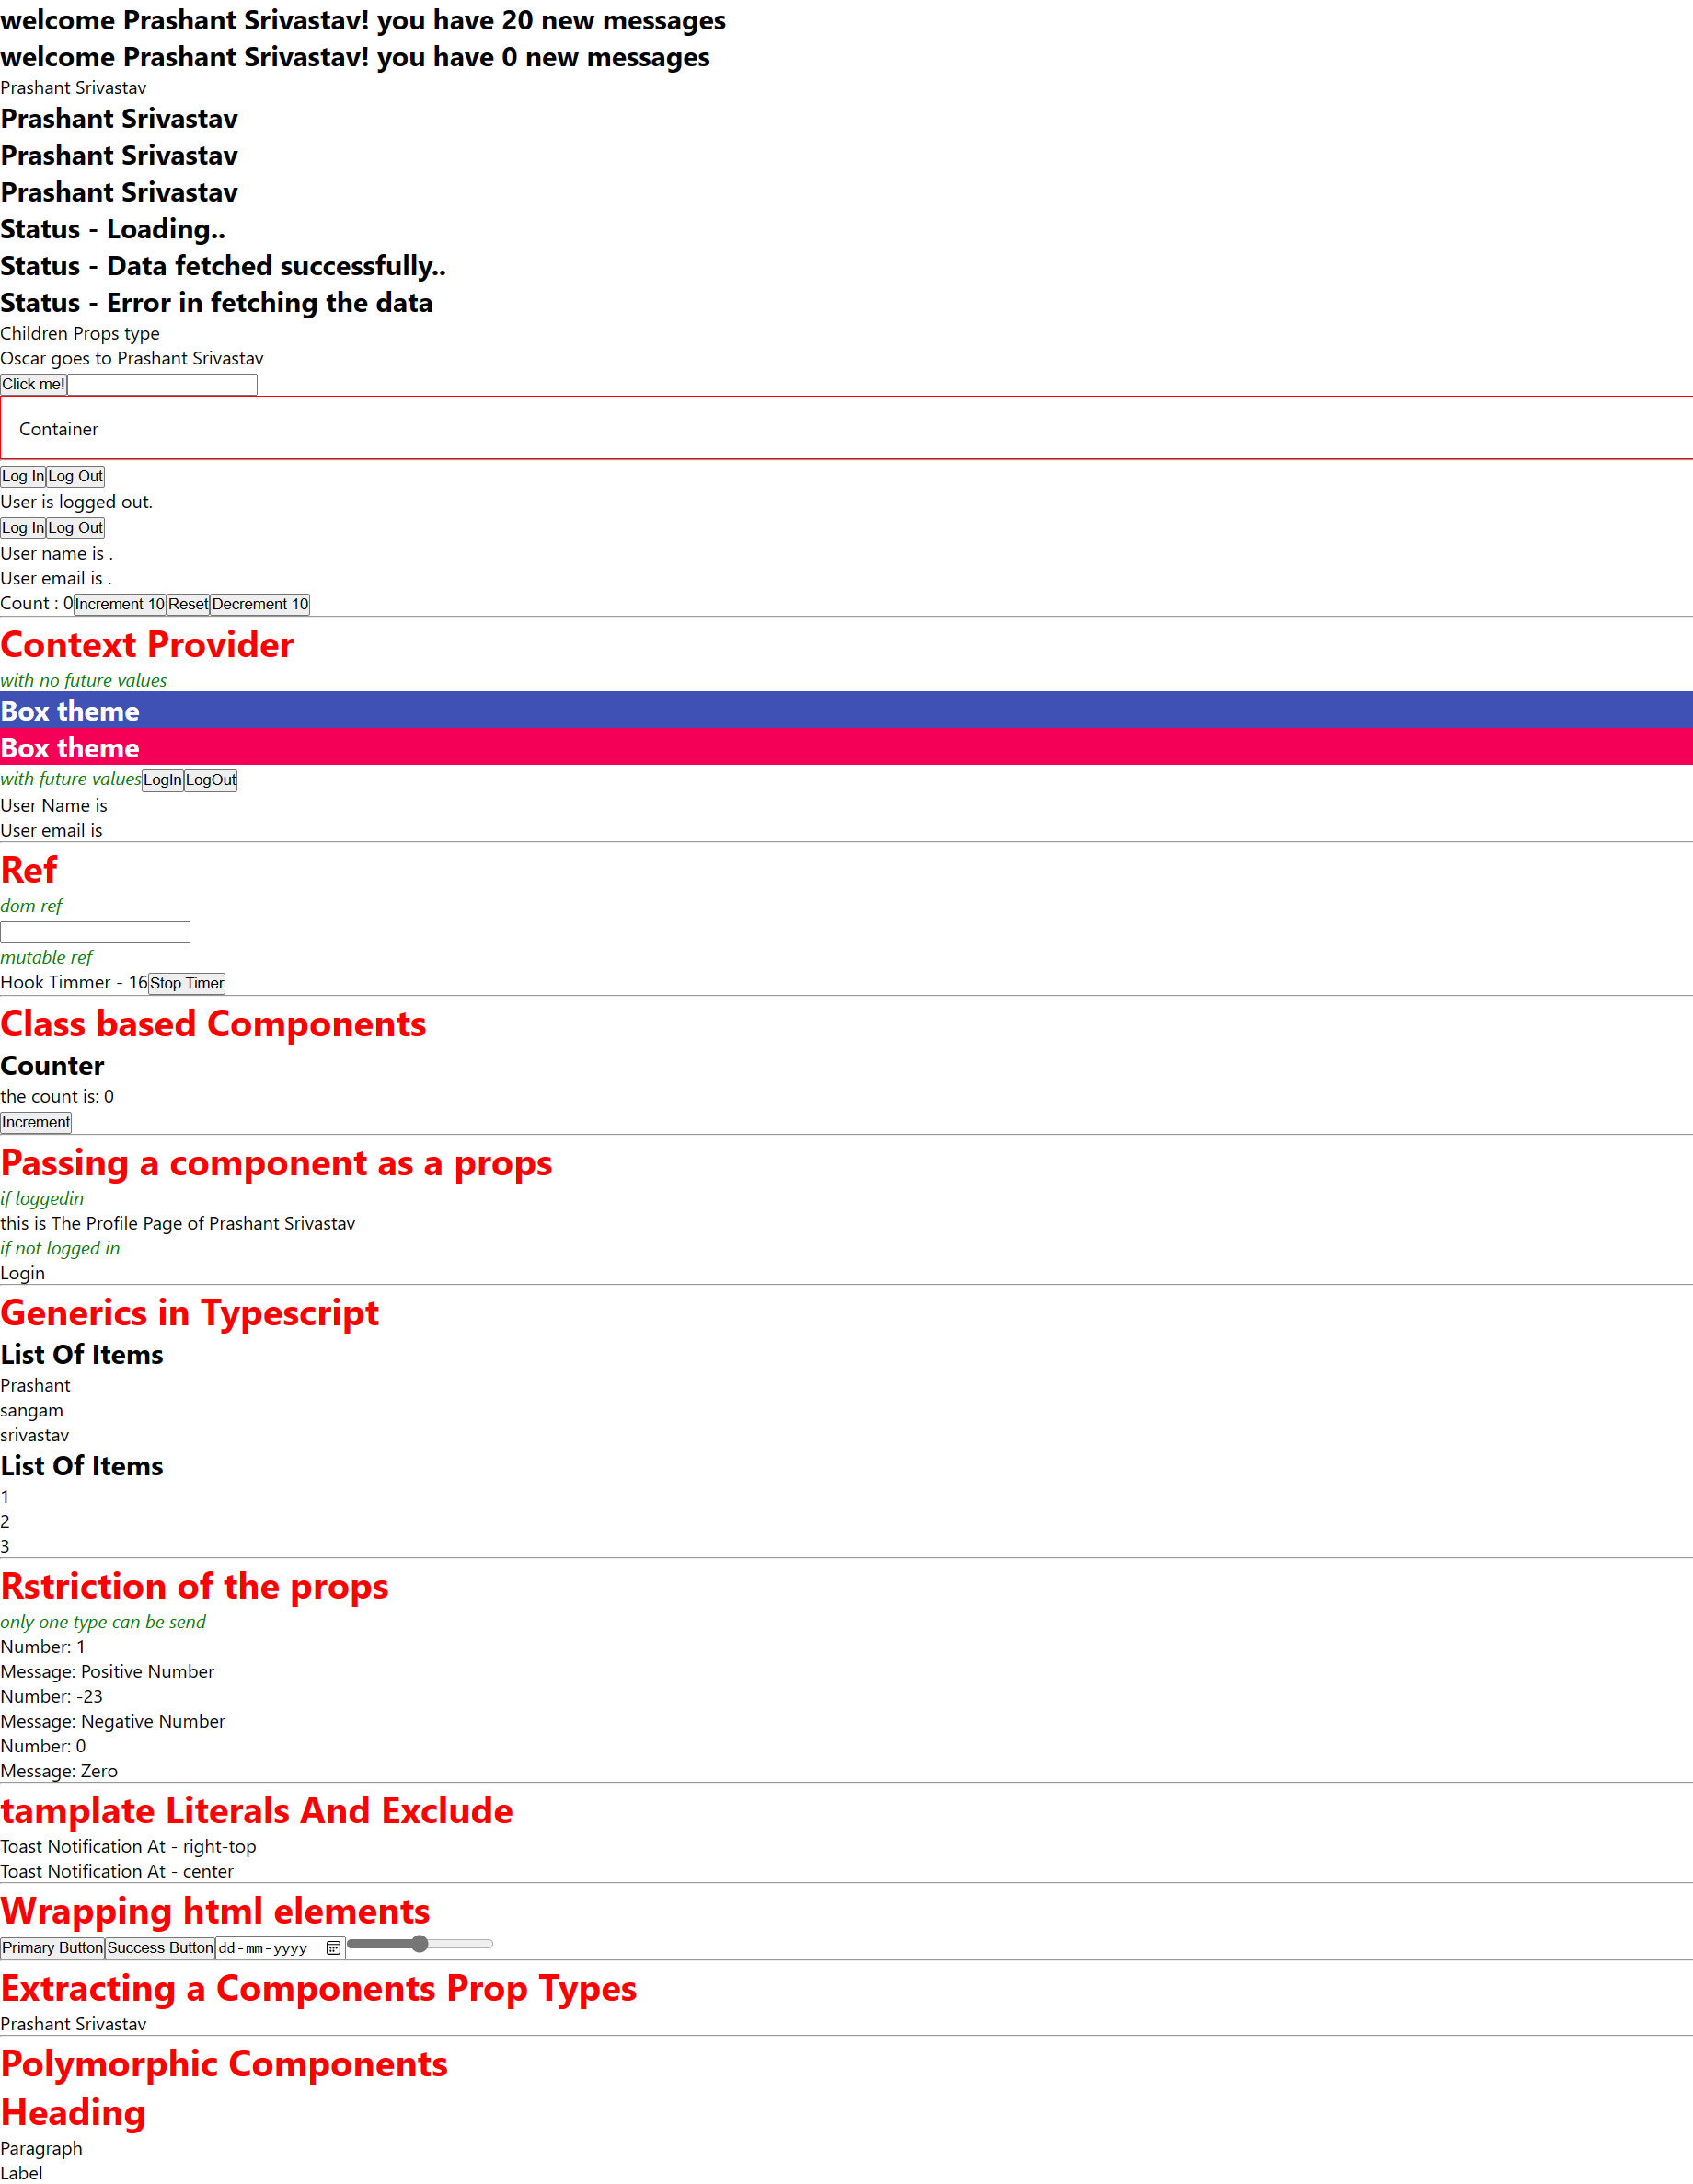 welcome Prashant Srivastav! you have 20 new messages
welcome Prashant Srivastav! you have 0 new messages
Prashant Srivastav
Prashant Srivastav
Prashant Srivastav
Prashant Srivastav
Status - Loading..
Status - Data fetched successfully..
Status - Error in fetching the data
Children Props type
Oscar goes to Prashant Srivastav
Click me!
Container
Log In Log Out
User is logged out.
Log In Log Out
User name is .
User email is .
Count : 0 Increment 10 Reset Decrement 10
Context Provider
with no future values
Box theme
Box theme
with future values LogIn LogOut
User Name is
User email is
Ref
dom ref
mutable ref
Hook Timmer - 16 Stop Timer
Class based Components
Counter
the count is: 0
Increment
Passing a component as a props
if loggedin
this is The Profile Page of Prashant Srivastav
if not logged in
Login
Generics in Typescript
List Of Items
Prashant
sangam
srivastav
List Of Items
1
2
3
Rstriction of the props
only one type can be send
Number: 1
Message: Positive Number
Number: -23
Message: Negative Number
Number: 0
Message: Zero
tamplate Literals And Exclude
Toast Notification At - right-top
Toast Notification At - center
Wrapping html elements
Primary Button Success Button dd-mm-yyyy
Extracting a Components Prop Types
Prashant Srivastav
Polymorphic Components
Heading
Paragraph
Label